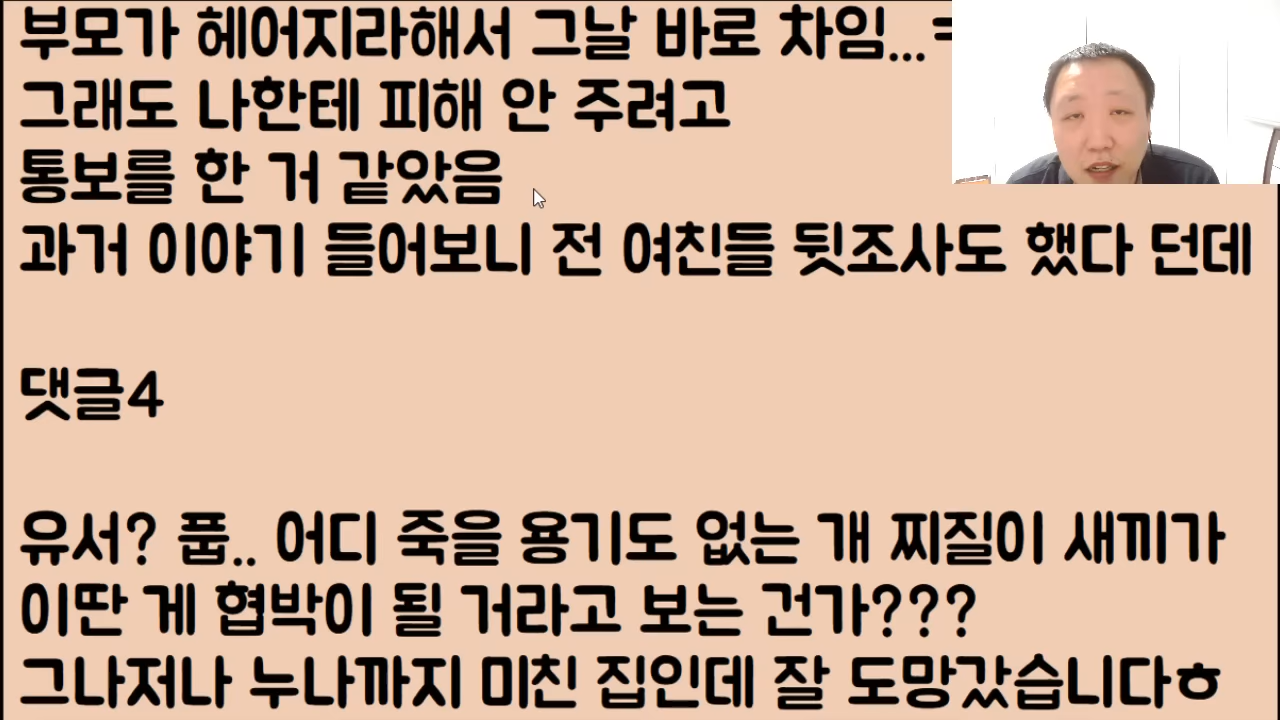 부모가 헤어지라해서 그날 바로 차임...ㅋ
그래도 나한테 피해 안 주려고
통보를 한 거 같았음
과거 이야기 들어보니 전 여친들 뒷조사도 했다 던데
댓글4
유서? 풉.. 어디 죽을 용기도 없는 개 찌질이 새끼가
이딴 게 협박이 될 거라고 보는 건가???
그나저나 누나까지 미친 집인데 잘 도망갔습니다ㅎ